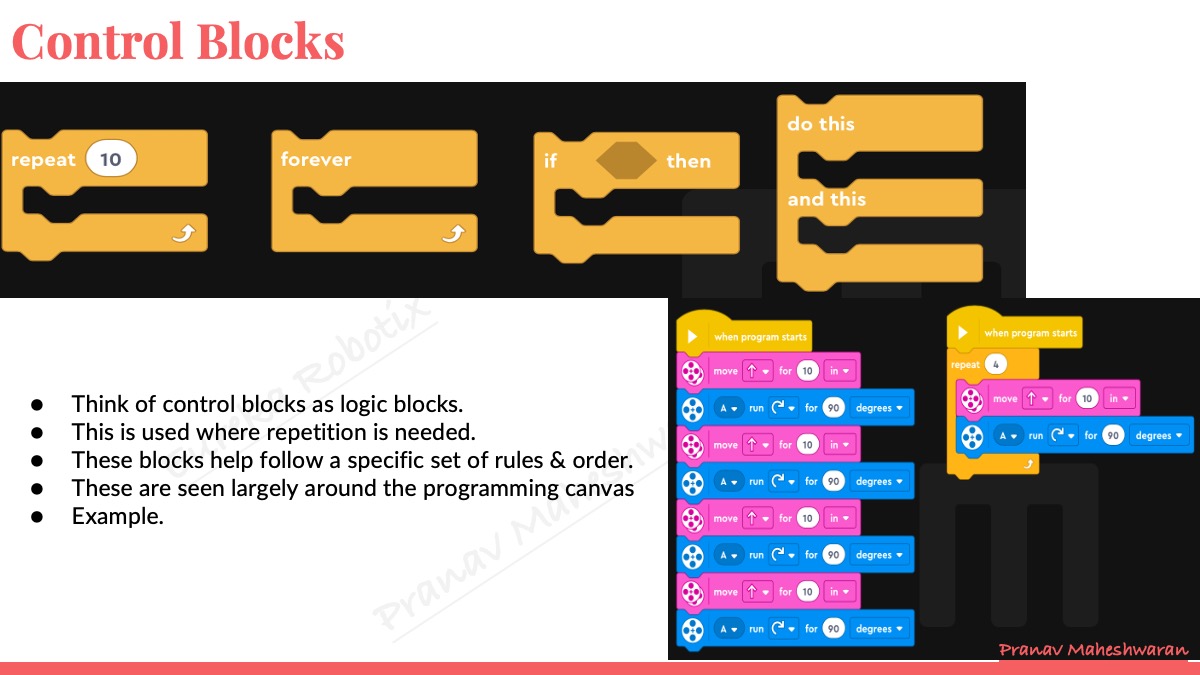 Control Blocks
repeat 10
forever
if then
do this
and this
● Think of control blocks as logic blocks.
● This is used where repetition is needed.
● These blocks help follow a specific set of rules & order.
● These are seen largely around the programming canvas
● Example.
when program starts
move for 10 in
A run for 90 degrees
move for 10 in
A run for 90 degrees
move for 10 in
A run for 90 degrees
move for 10 in
A run for 90 degrees
when program starts
repeat 4
move for 10 in
A run for 90 degrees
Robotix
Pranav Maheshw
Pranav Maheshwaran